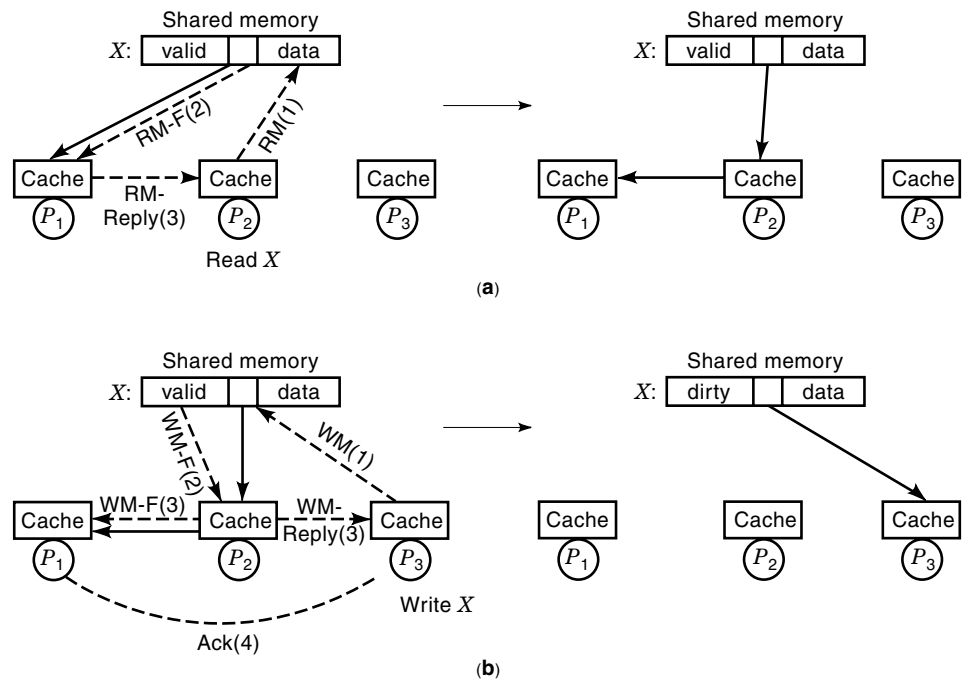 Shared memory Shared memory
X: valid data X: valid data
RM-F(2) RM(1)
Cache Cache Cache Cache Cache Cache
RM-
Reply(3)
P1 P2 P3 P1 P2 P3
Read X
(a)
Shared memory Shared memory
X: valid data X: dirty data
WM-F(2) WM(1)
WM-F(3) WM-
Cache Cache Cache Cache Cache Cache
Reply(3)
P1 P2 P3 P1 P2 P3
Write X
Ack(4)
(b)